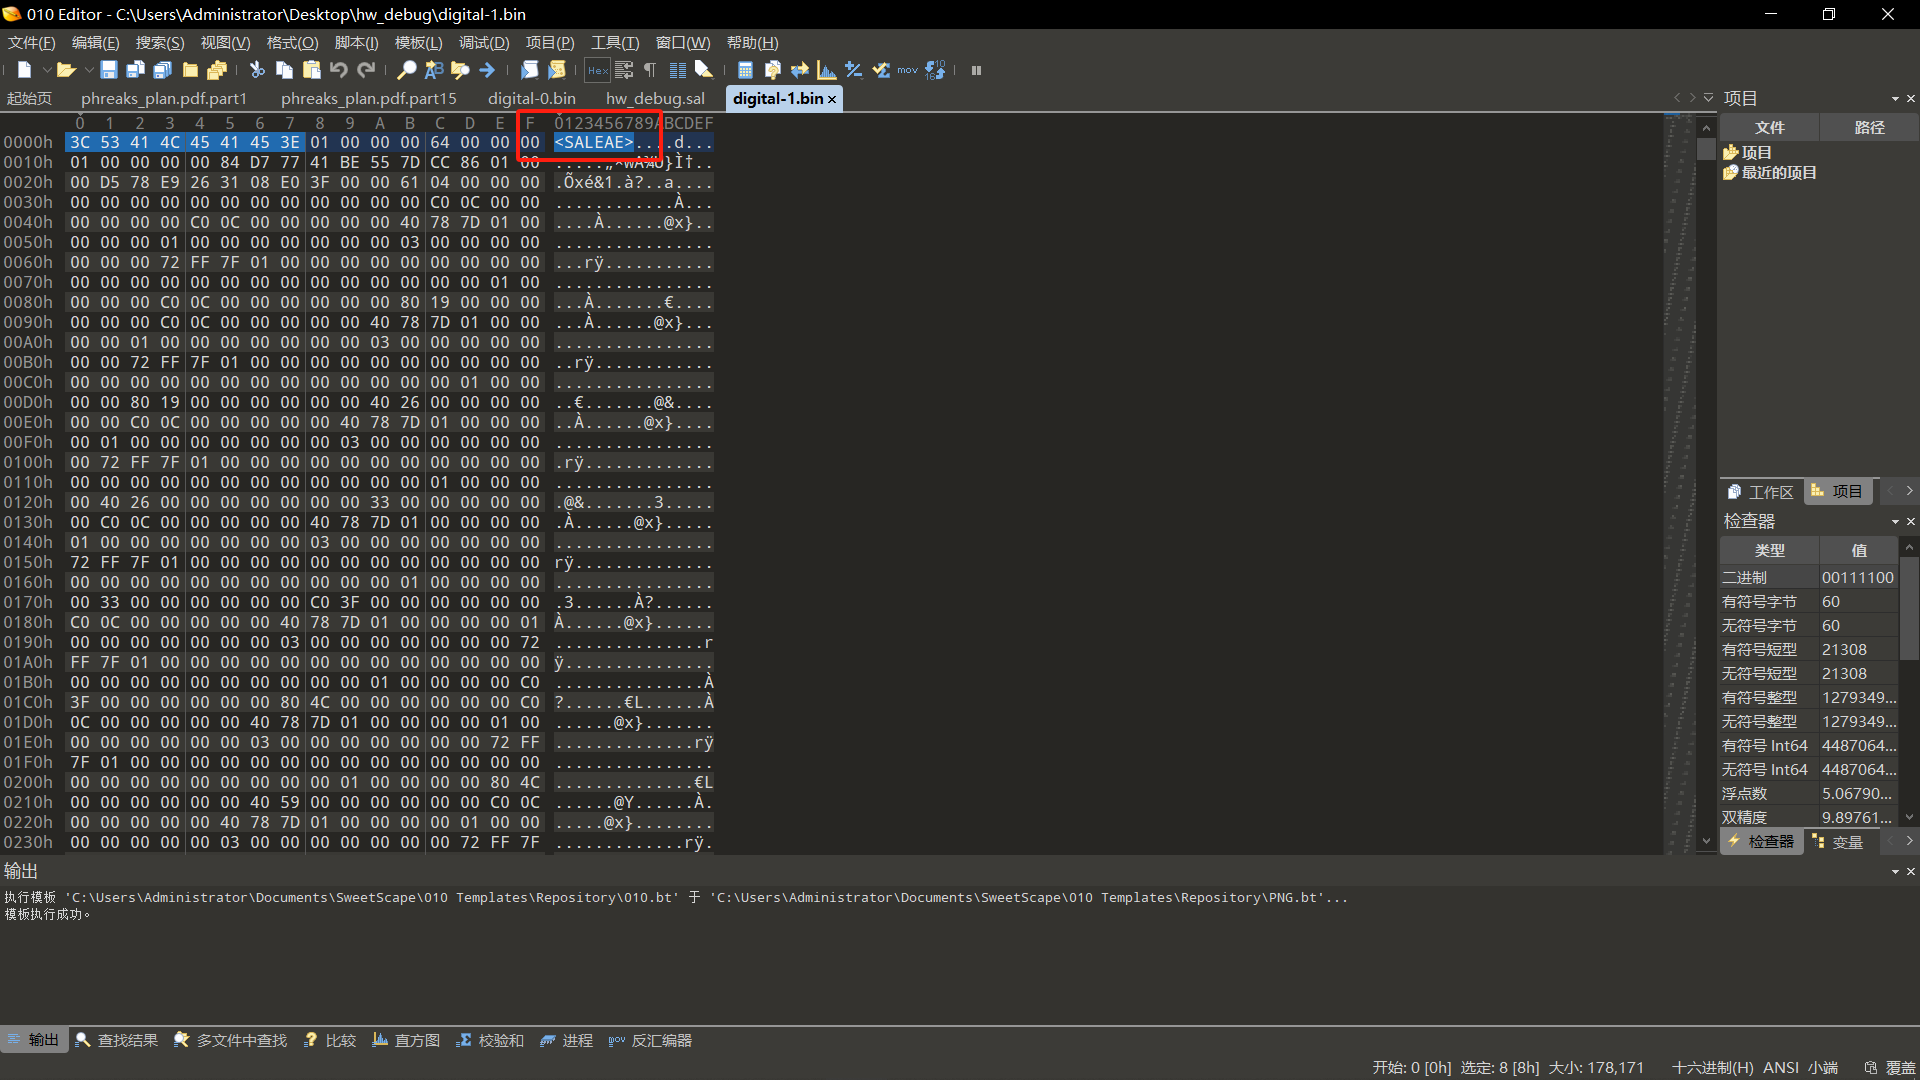 010 Editor - C:\Users\Administrator\Desktop\hw_debug\digital-1.bin
文件(F) 编辑(E) 搜索(S) 视图(V) 格式(O) 脚本(I) 模板(L) 调试(D) 项目(P) 工具(T) 窗口(W) 帮助(H)
起始页 phreaks_plan.pdf.part1 phreaks_plan.pdf.part15 digital-0.bin hw_debug.sal digital-1.bin ×
0 1 2 3 4 5 6 7 8 9 A B C D E F 0123456789ABCDEF
0000h 3C 53 41 4C 45 41 45 3E 01 00 00 00 64 00 00 00 <SALEAE>....d...
0010h 01 00 00 00 00 84 D7 77 41 BE 55 7D CC 86 01 00 .....„×wA¾U}Ì†..
0020h 00 D5 78 E9 26 31 08 E0 3F 00 00 61 04 00 00 00 .Õxé&1.à?..a....
0030h 00 00 00 00 00 00 00 00 00 00 00 00 C0 0C 00 00 ............À...
0040h 00 00 00 00 C0 0C 00 00 00 00 00 40 78 7D 01 00 ....À......@x}..
0050h 00 00 00 01 00 00 00 00 00 00 00 03 00 00 00 00 ................
0060h 00 00 00 72 FF 7F 01 00 00 00 00 00 00 00 00 00 ...rÿ...........
0070h 00 00 00 00 00 00 00 00 00 00 00 00 00 00 01 00 ................
0080h 00 00 00 C0 0C 00 00 00 00 00 00 80 19 00 00 00 ...À.......€....
0090h 00 00 00 C0 0C 00 00 00 00 00 40 78 7D 01 00 00 ...À......@x}...
00A0h 00 00 01 00 00 00 00 00 00 00 03 00 00 00 00 00 ................
00B0h 00 00 72 FF 7F 01 00 00 00 00 00 00 00 00 00 00 ..rÿ............
00C0h 00 00 00 00 00 00 00 00 00 00 00 00 00 01 00 00 ................
00D0h 00 00 80 19 00 00 00 00 00 00 40 26 00 00 00 00 ..€.......@&....
00E0h 00 00 C0 0C 00 00 00 00 00 40 78 7D 01 00 00 00 ..À......@x}....
00F0h 00 01 00 00 00 00 00 00 00 03 00 00 00 00 00 00 ................
0100h 00 72 FF 7F 01 00 00 00 00 00 00 00 00 00 00 00 .rÿ.............
0110h 00 00 00 00 00 00 00 00 00 00 00 00 01 00 00 00 ................
0120h 00 40 26 00 00 00 00 00 00 00 33 00 00 00 00 00 .@&.......3.....
0130h 00 C0 0C 00 00 00 00 00 40 78 7D 01 00 00 00 00 .À......@x}.....
0140h 01 00 00 00 00 00 00 00 03 00 00 00 00 00 00 00 ................
0150h 72 FF 7F 01 00 00 00 00 00 00 00 00 00 00 00 00 rÿ..............
0160h 00 00 00 00 00 00 00 00 00 00 00 01 00 00 00 00 ................
0170h 00 33 00 00 00 00 00 00 C0 3F 00 00 00 00 00 00 .3......À?......
0180h C0 0C 00 00 00 00 00 40 78 7D 01 00 00 00 00 01 À......@x}......
0190h 00 00 00 00 00 00 00 03 00 00 00 00 00 00 00 72 ...............r
01A0h FF 7F 01 00 00 00 00 00 00 00 00 00 00 00 00 00 ÿ...............
01B0h 00 00 00 00 00 00 00 00 00 00 01 00 00 00 00 C0 ...............À
01C0h 3F 00 00 00 00 00 00 80 4C 00 00 00 00 00 00 C0 ?......€L......À
01D0h 0C 00 00 00 00 00 40 78 7D 01 00 00 00 00 01 00 ......@x}.......
01E0h 00 00 00 00 00 00 03 00 00 00 00 00 00 00 72 FF ..............rÿ
01F0h 7F 01 00 00 00 00 00 00 00 00 00 00 00 00 00 00 ................
0200h 00 00 00 00 00 00 00 00 00 01 00 00 00 00 80 4C ..............€L
0210h 00 00 00 00 00 00 40 59 00 00 00 00 00 00 C0 0C ......@Y......À.
0220h 00 00 00 00 00 40 78 7D 01 00 00 00 00 01 00 00 .....@x}........
0230h 00 00 00 00 00 03 00 00 00 00 00 00 00 72 FF 7F .............rÿ.
项目
文件 路径
项目
最近的项目
工作区 项目
检查器
类型 值
二进制 00111100
有符号字节 60
无符号字节 60
有符号短型 21308
无符号短型 21308
有符号整型 1279349...
无符号整型 1279349...
有符号 Int64 4487064...
无符号 Int64 4487064...
浮点数 5.06790...
双精度 9.89761...
检查器 变量
输出
执行模板 'C:\Users\Administrator\Documents\SweetScape\010 Templates\Repository\010.bt' 于 'C:\Users\Administrator\Documents\SweetScape\010 Templates\Repository\PNG.bt'...
模板执行成功。
输出 查找结果 多文件中查找 比较 直方图 校验和 进程 反汇编器
开始: 0 [0h] 选定: 8 [8h] 大小: 178,171 十六进制(H) ANSI 小端 覆盖